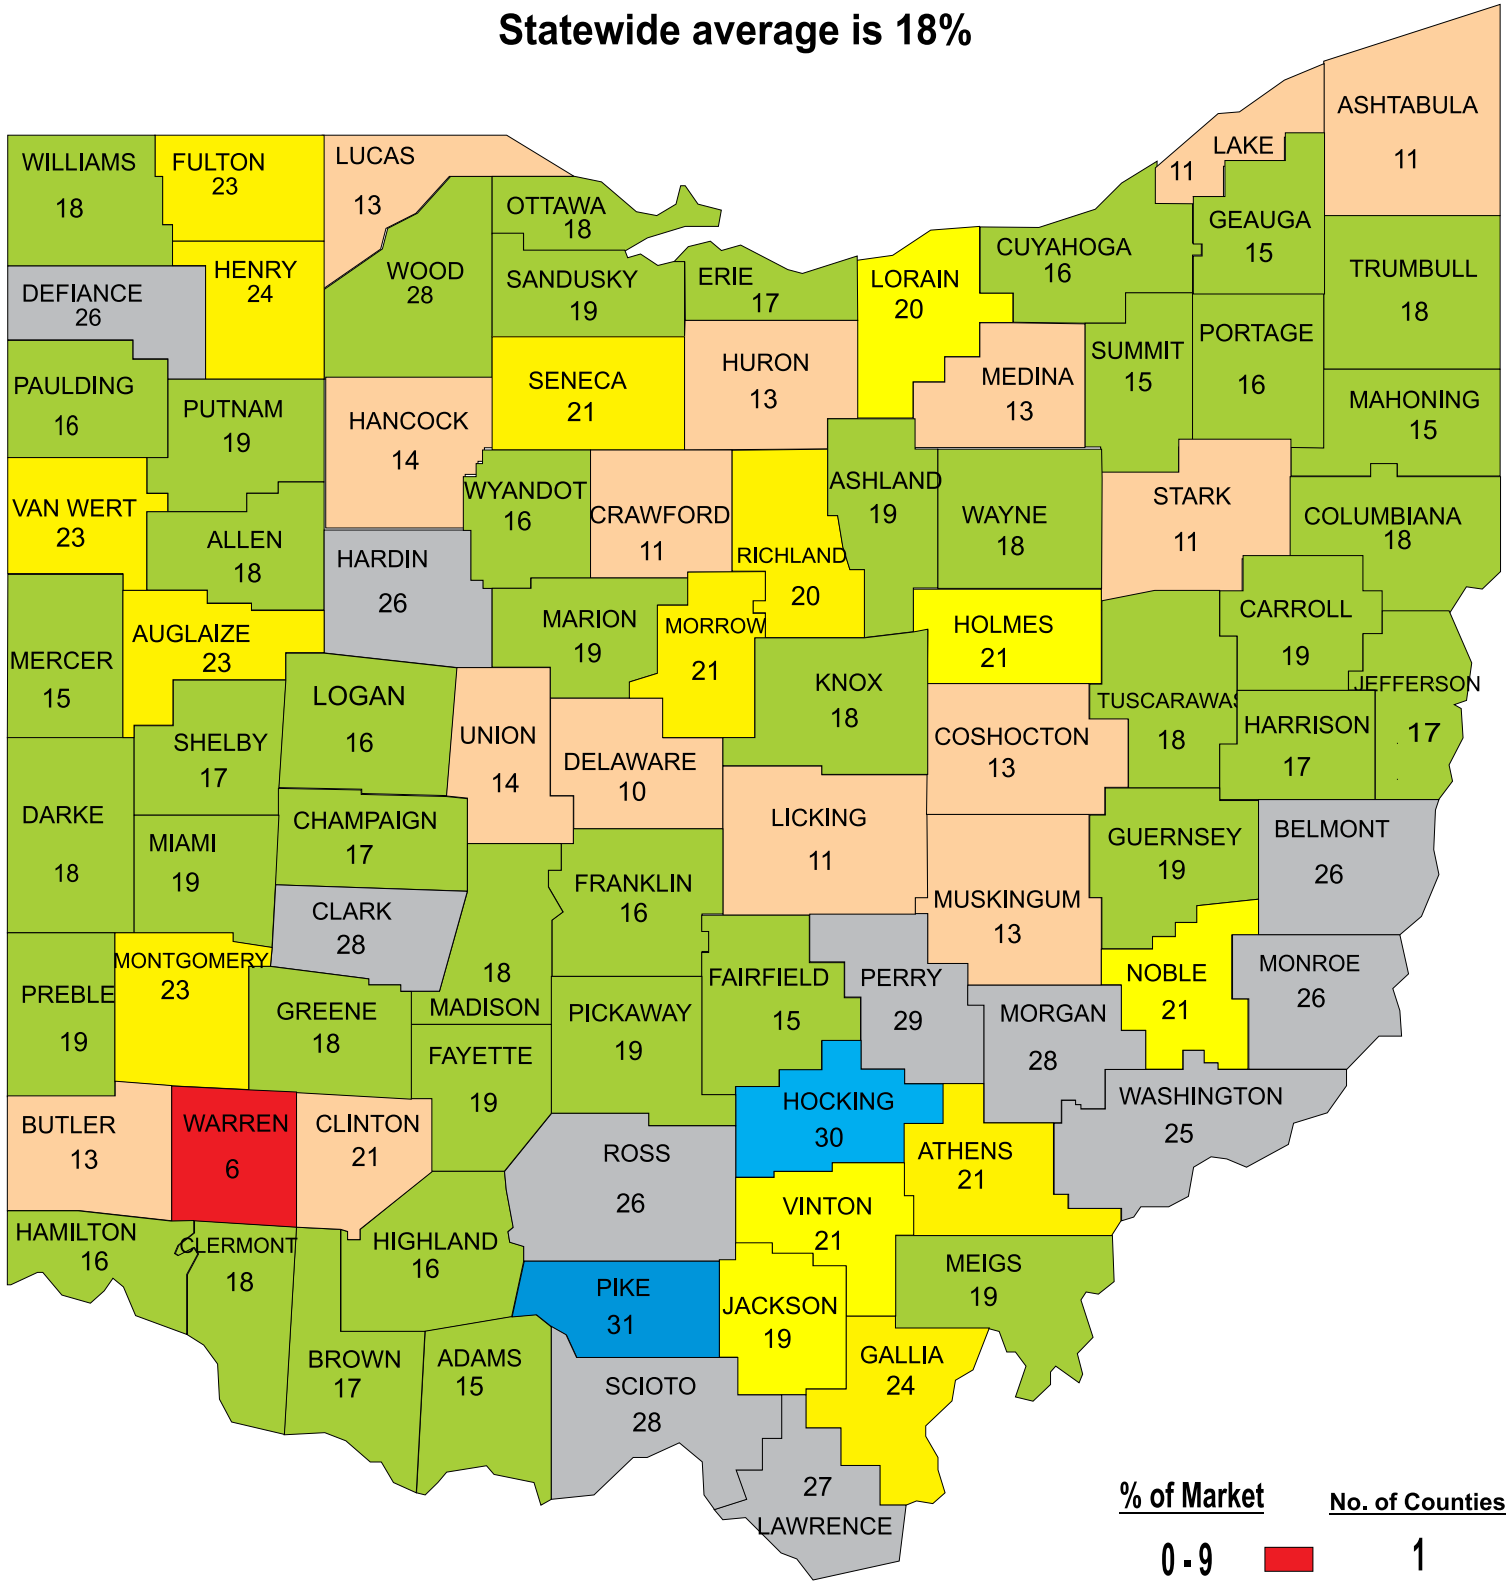 Statewide average is 18%
ASHTABULA
11
LAKE
11
WILLIAMS
18
FULTON
23
LUCAS
13
OTTAWA
18
GEAUGA
15
CUYAHOGA
16
HENRY
24
WOOD
28
SANDUSKY
19
ERIE
17
LORAIN
20
TRUMBULL
18
DEFIANCE
26
PORTAGE
16
SUMMIT
15
HURON
13
MEDINA
13
SENECA
21
PAULDING
16
PUTNAM
19
HANCOCK
14
MAHONING
15
WYANDOT
16
CRAWFORD
11
ASHLAND
19
WAYNE
18
STARK
11
COLUMBIANA
18
VAN WERT
23
ALLEN
18
HARDIN
26
RICHLAND
20
MARION
19
MORROW
21
HOLMES
21
CARROLL
19
AUGLAIZE
23
MERCER
15
LOGAN
16
KNOX
18
TUSCARAWAS
18
JEFFERSON
17
HARRISON
17
SHELBY
17
UNION
14
DELAWARE
10
COSHOCTON
13
DARKE
18
MIAMI
19
CHAMPAIGN
17
LICKING
11
GUERNSEY
19
BELMONT
26
FRANKLIN
16
MUSKINGUM
13
CLARK
28
MONTGOMERY
23
PREBLE
19
GREENE
18
18
MADISON
PICKAWAY
19
FAIRFIELD
15
PERRY
29
MORGAN
28
NOBLE
21
MONROE
26
FAYETTE
19
HOCKING
30
WASHINGTON
25
BUTLER
13
WARREN
6
CLINTON
21
ROSS
26
ATHENS
21
VINTON
21
HAMILTON
16
CLERMONT
18
HIGHLAND
16
PIKE
31
JACKSON
19
MEIGS
19
GALLIA
24
BROWN
17
ADAMS
15
SCIOTO
28
27
LAWRENCE
% of Market No. of Counties
0 - 9 1